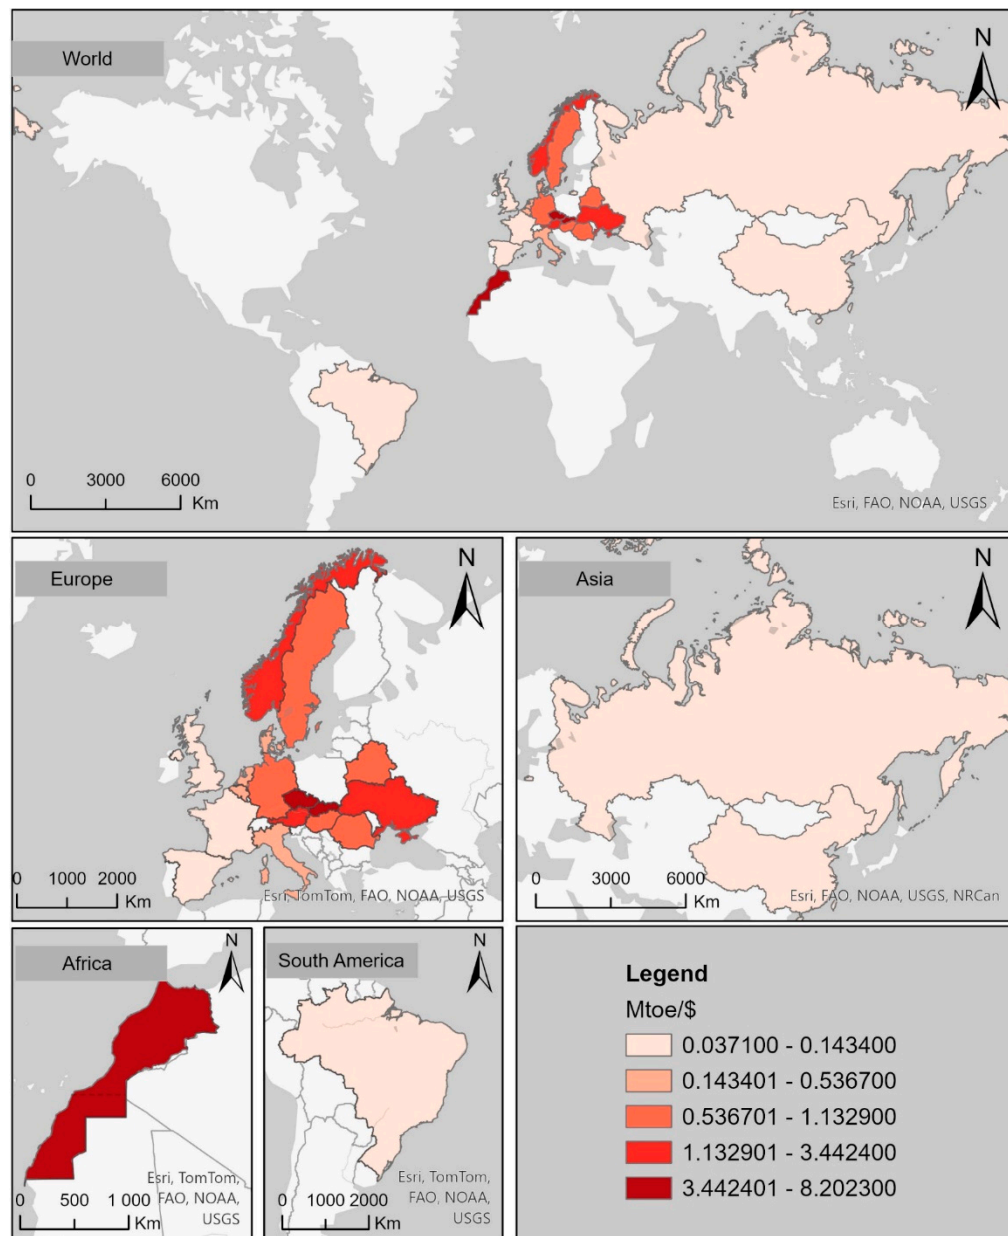 World
N
0 3000 6000
Km
Esri, FAO, NOAA, USGS
Europe
N
0 1000 2000
Km
Esri, TomTom, FAO, NOAA, USGS
Asia
N
0 3000 6000
Km
Esri, FAO, NOAA, USGS, NRCan
Africa
N
0 500 1 000
Km
Esri, TomTom,
FAO, NOAA,
USGS
South America
N
0 1000 2000
Km
Esri, TomTom,
FAO, NOAA,
USGS
Legend
Mtoe/$
0.037100 - 0.143400
0.143401 - 0.536700
0.536701 - 1.132900
1.132901 - 3.442400
3.442401 - 8.202300